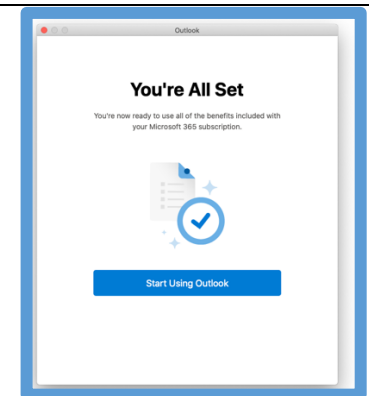 Outlook
You're All Set
You're now ready to use all of the benefits included with
your Microsoft 365 subscription.
Start Using Outlook